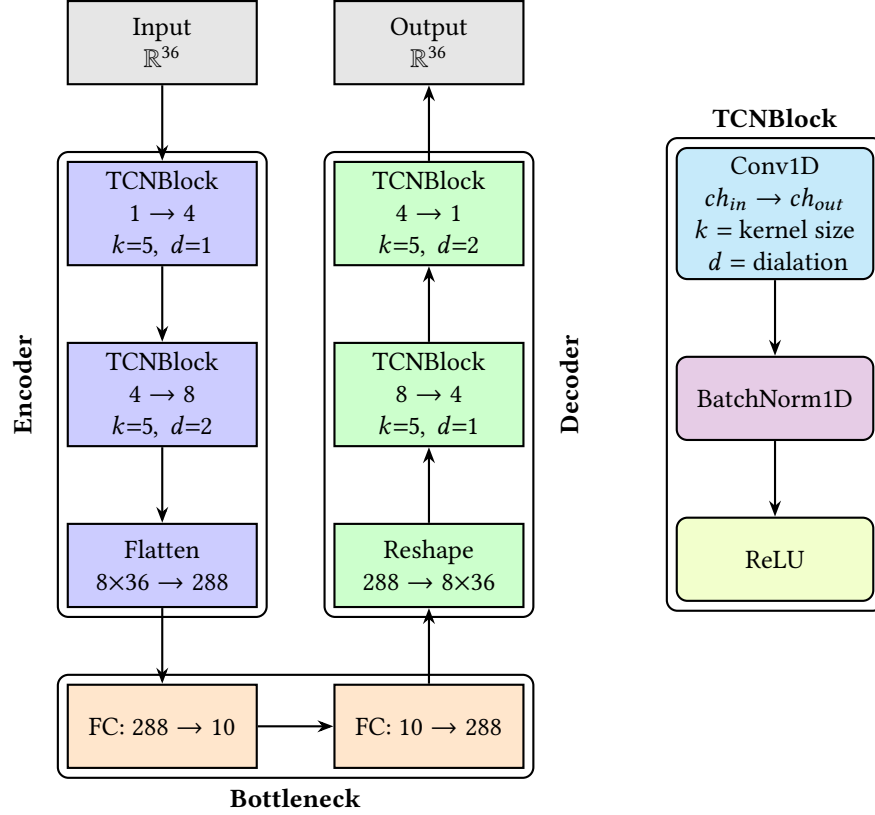 Input
ℝ³⁶
Output
ℝ³⁶
Encoder
TCNBlock
1 → 4
k=5, d=1
TCNBlock
4 → 8
k=5, d=2
Flatten
8×36 → 288
TCNBlock
4 → 1
k=5, d=2
TCNBlock
8 → 4
k=5, d=1
Reshape
288 → 8×36
Decoder
FC: 288 → 10
FC: 10 → 288
Bottleneck
TCNBlock
Conv1D
ch_in → ch_out
k = kernel size
d = dialation
BatchNorm1D
ReLU